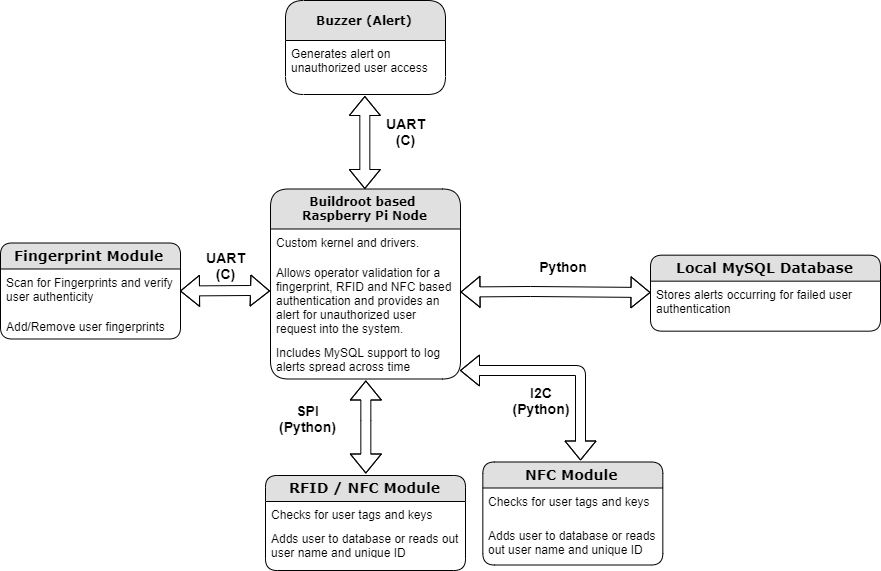 Buzzer (Alert)
Generates alert on
unauthorized user access
UART
(C)
Buildroot based
Raspberry Pi Node
Custom kernel and drivers.
Allows operator validation for a
fingerprint, RFID and NFC based
authentication and provides an
alert for unauthorized user
request into the system.
Includes MySQL support to log
alerts spread across time
Fingerprint Module
Scan for Fingerprints and verify
user authenticity
Add/Remove user fingerprints
UART
(C)
Python
Local MySQL Database
Stores alerts occurring for failed user
authentication
SPI
(Python)
I2C
(Python)
RFID / NFC Module
Checks for user tags and keys
Adds user to database or reads out
user name and unique ID
NFC Module
Checks for user tags and keys
Adds user to database or reads
out user name and unique ID